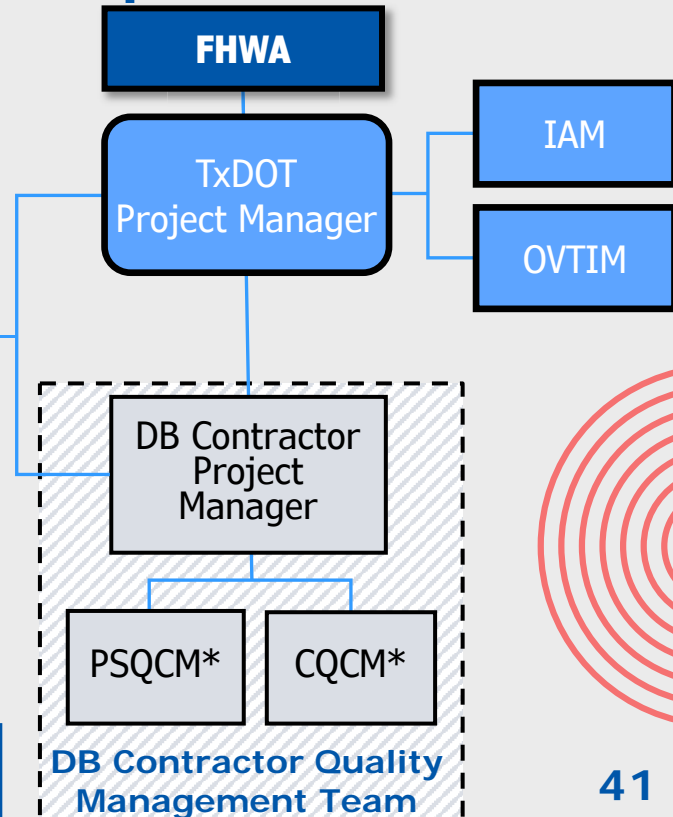 FHWA
TxDOT
Project Manager
IAM
OVTIM
DB Contractor
Project
Manager
PSQCM*
CQCM*
DB Contractor Quality
Management Team
41